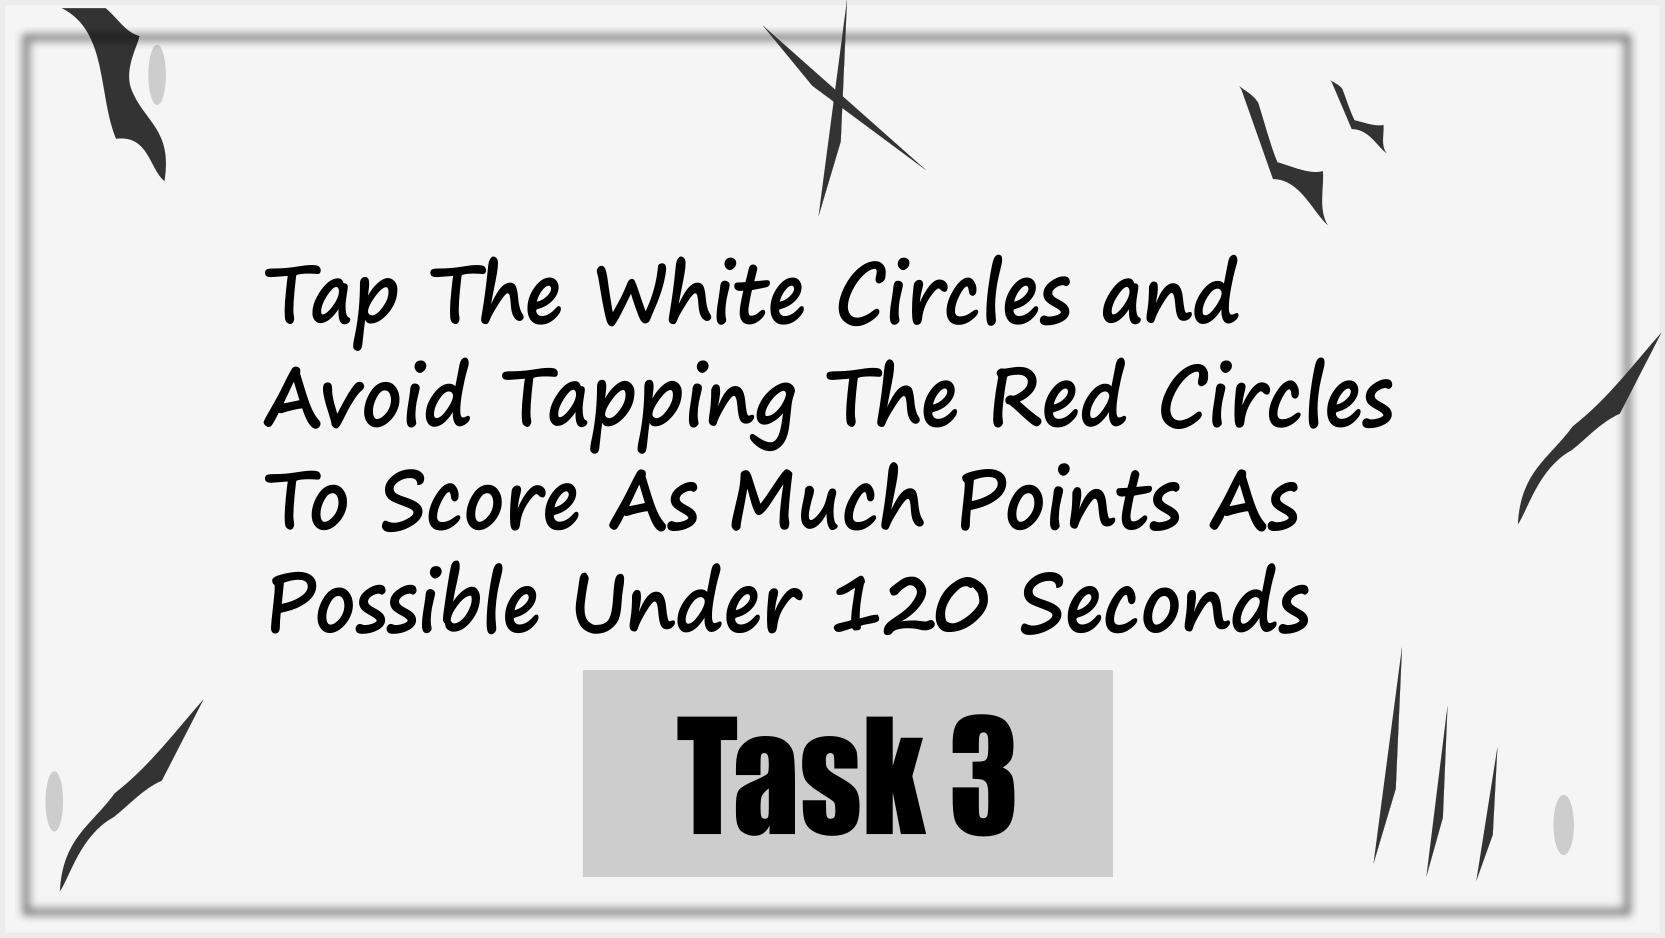 Tap The White Circles and
Avoid Tapping The Red Circles
To Score As Much Points As
Possible Under 120 Seconds
Task 3